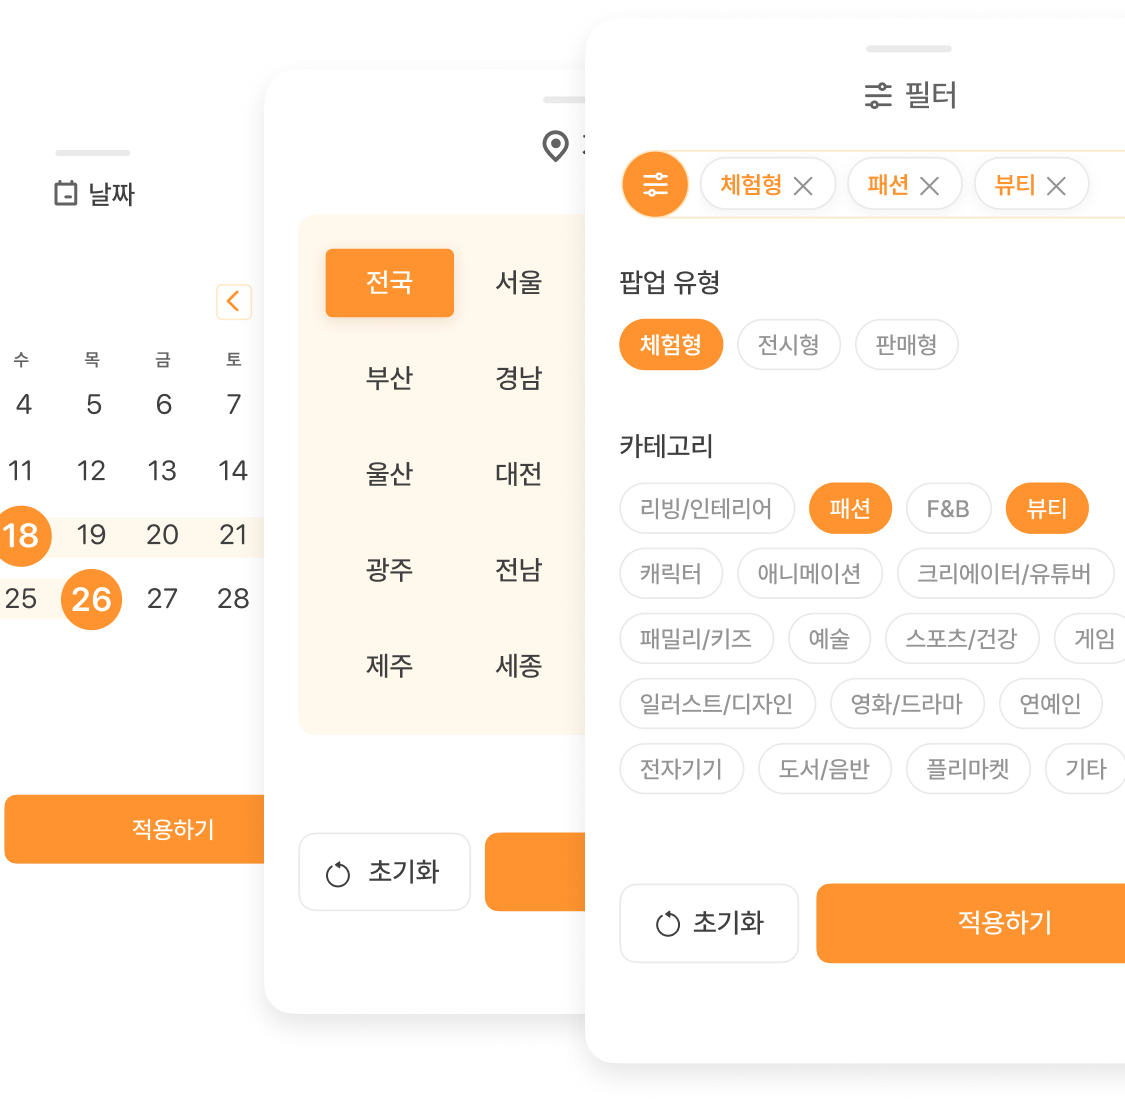 날짜
수 목 금 토
4 5 6 7
11 12 13 14
18 19 20 21
25 26 27 28
적용하기
전국 서울
부산 경남
울산 대전
광주 전남
제주 세종
초기화
필터
체험형 패션 뷰티
팝업 유형
체험형 전시형 판매형
카테고리
리빙/인테리어 패션 F&B 뷰티
캐릭터 애니메이션 크리에이터/유튜버
패밀리/키즈 예술 스포츠/건강 게임
일러스트/디자인 영화/드라마 연예인
전자기기 도서/음반 플리마켓 기타
초기화 적용하기